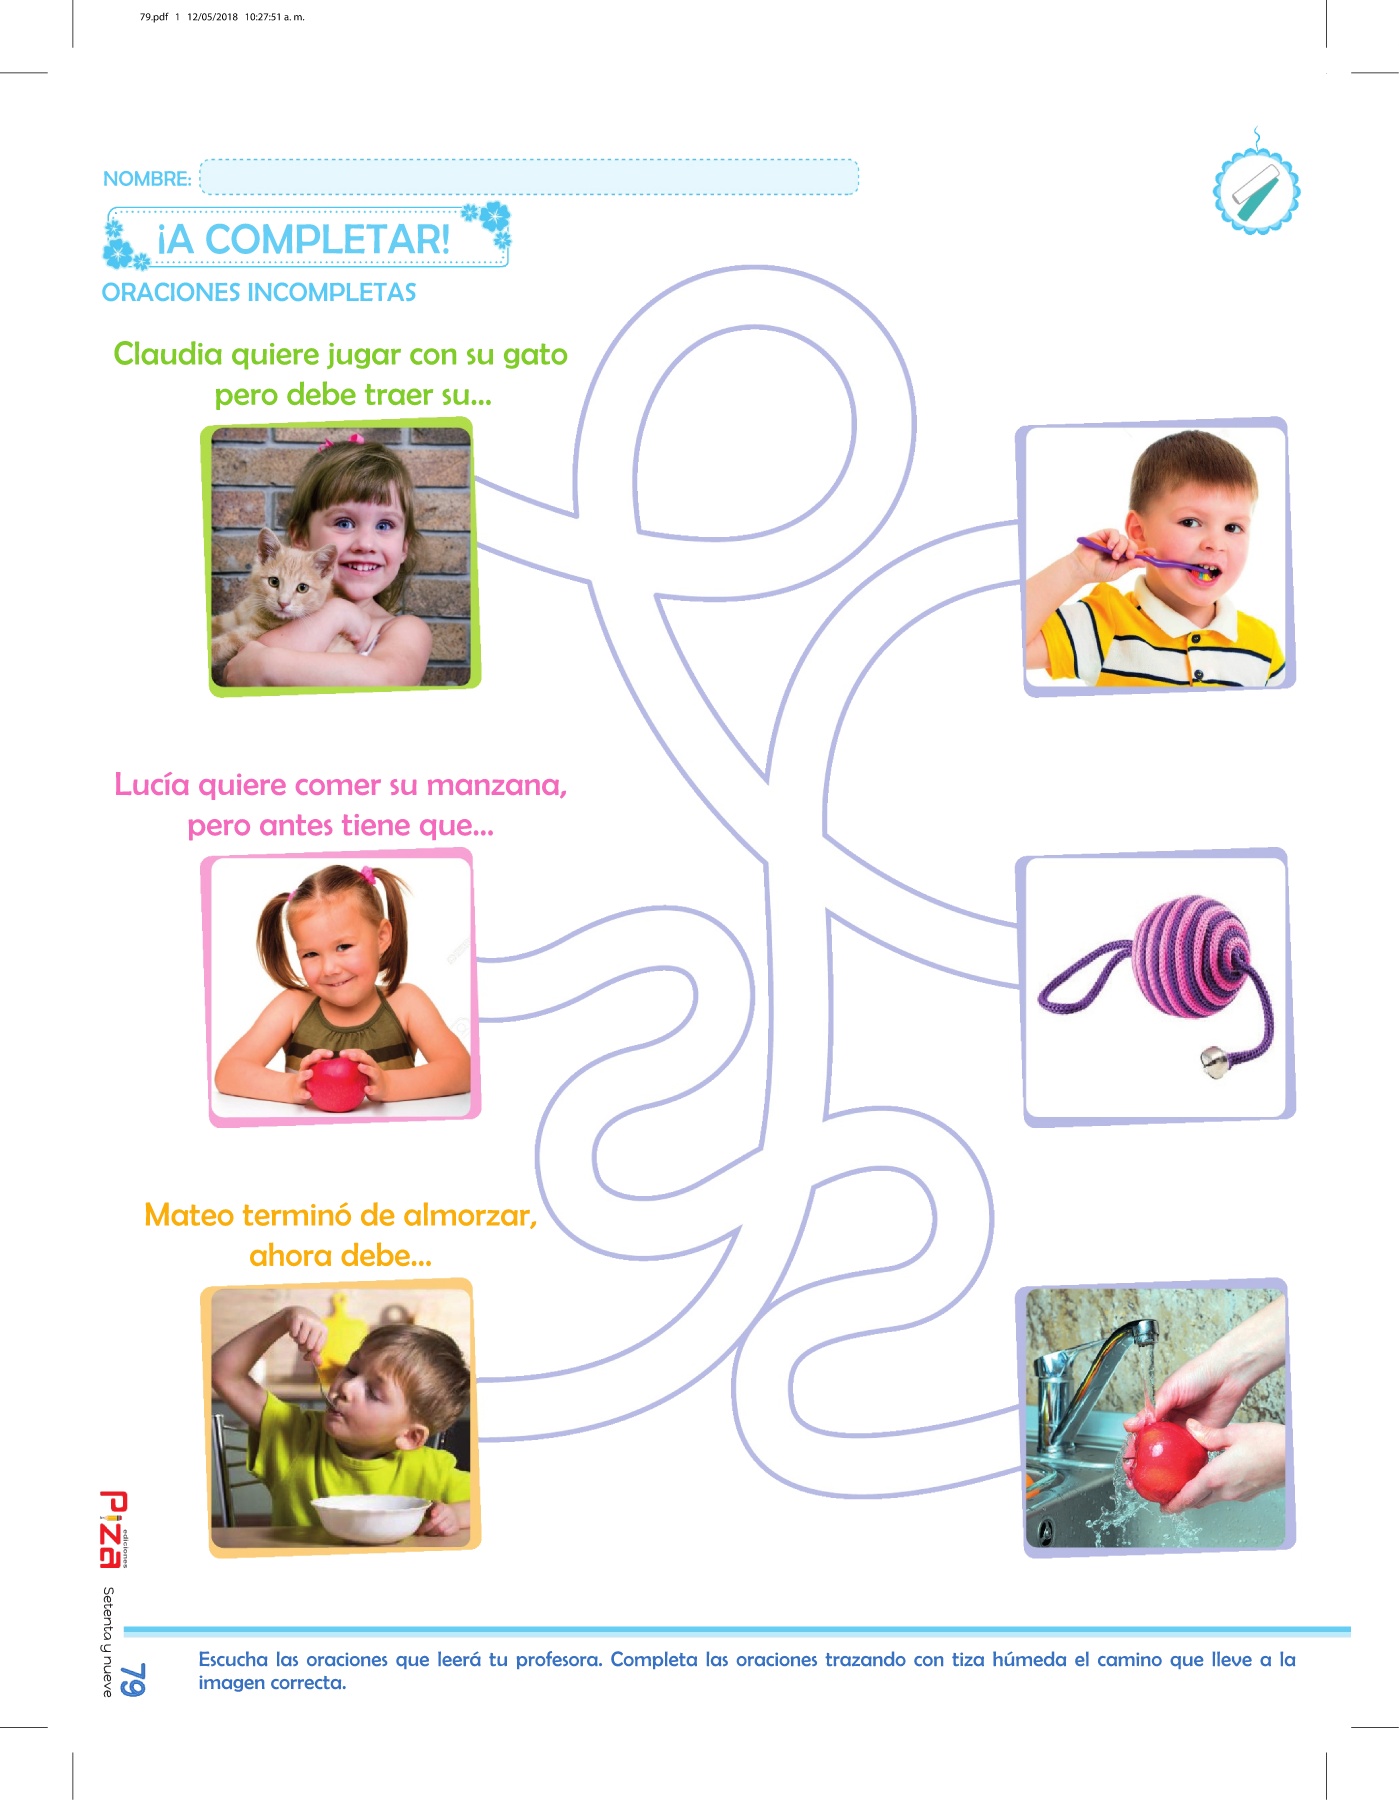 79.pdf 1 12/05/2018 10:27:51 a. m.
NOMBRE:
¡A COMPLETAR!
ORACIONES INCOMPLETAS
Claudia quiere jugar con su gato
pero debe traer su...
Lucía quiere comer su manzana,
pero antes tiene que...
Mateo terminó de almorzar,
ahora debe...
Piza
ediciones
Setenta y nueve
79
Escucha las oraciones que leerá tu profesora. Completa las oraciones trazando con tiza húmeda el camino que lleve a la
imagen correcta.